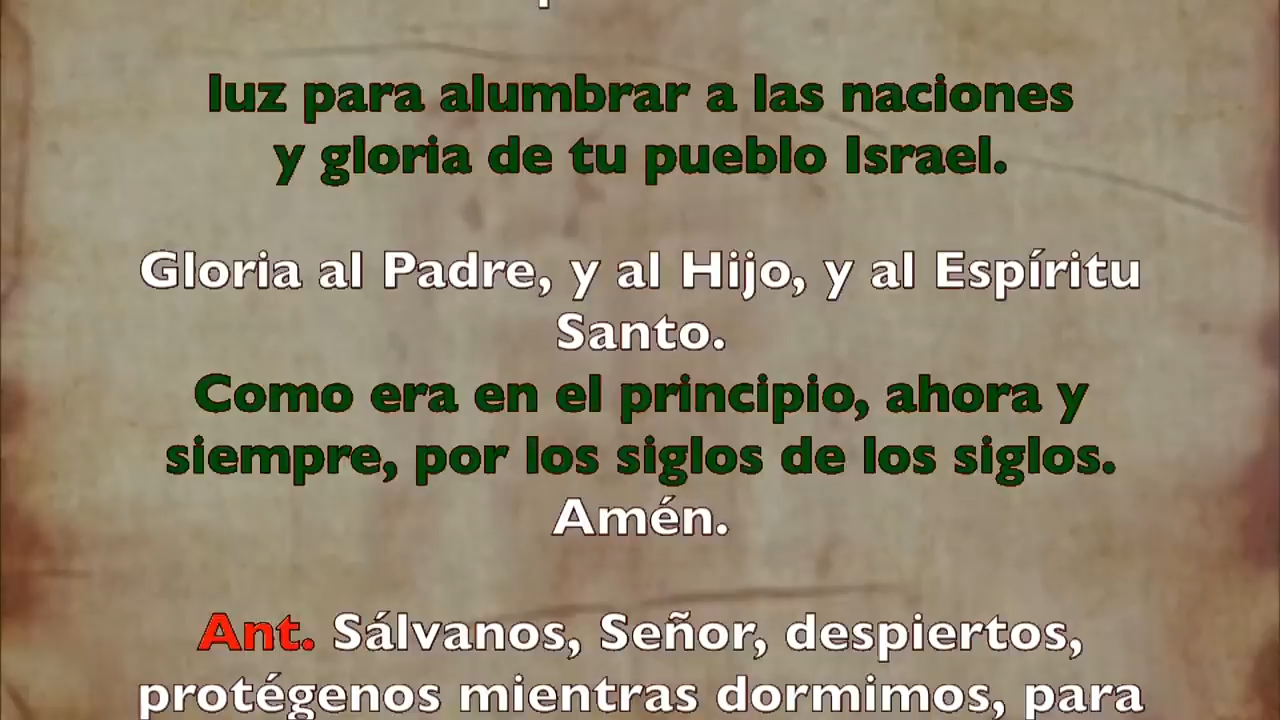 luz para alumbrar a las naciones
y gloria de tu pueblo Israel.
Gloria al Padre, y al Hijo, y al Espíritu
Santo.
Como era en el principio, ahora y
siempre, por los siglos de los siglos.
Amén.
Ant. Sálvanos, Señor, despiertos,
protégenos mientras dormimos, para